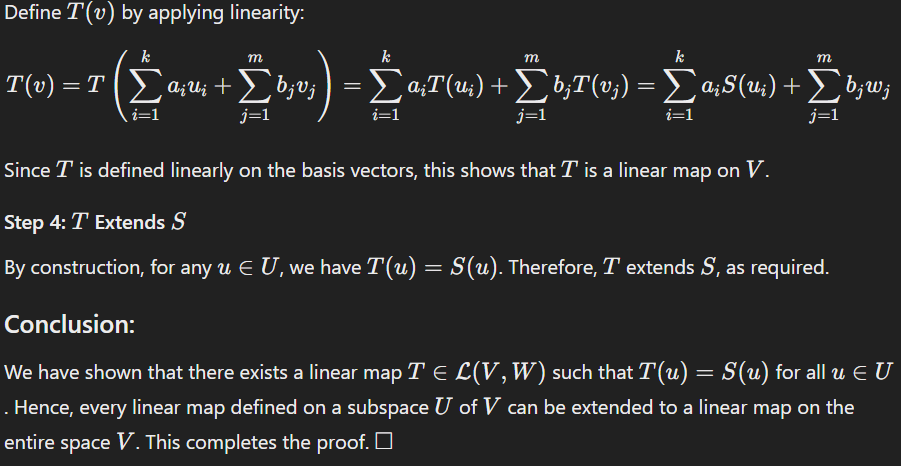 Define T(v) by applying linearity:
T(v) = T(∑_{i=1}^{k} a_i u_i + ∑_{j=1}^{m} b_j v_j) = ∑_{i=1}^{k} a_i T(u_i) + ∑_{j=1}^{m} b_j T(v_j) = ∑_{i=1}^{k} a_i S(u_i) + ∑_{j=1}^{m} b_j w_j
Since T is defined linearly on the basis vectors, this shows that T is a linear map on V.
Step 4: T Extends S
By construction, for any u ∈ U, we have T(u) = S(u). Therefore, T extends S, as required.
Conclusion:
We have shown that there exists a linear map T ∈ ℒ(V, W) such that T(u) = S(u) for all u ∈ U
. Hence, every linear map defined on a subspace U of V can be extended to a linear map on the
entire space V. This completes the proof. □